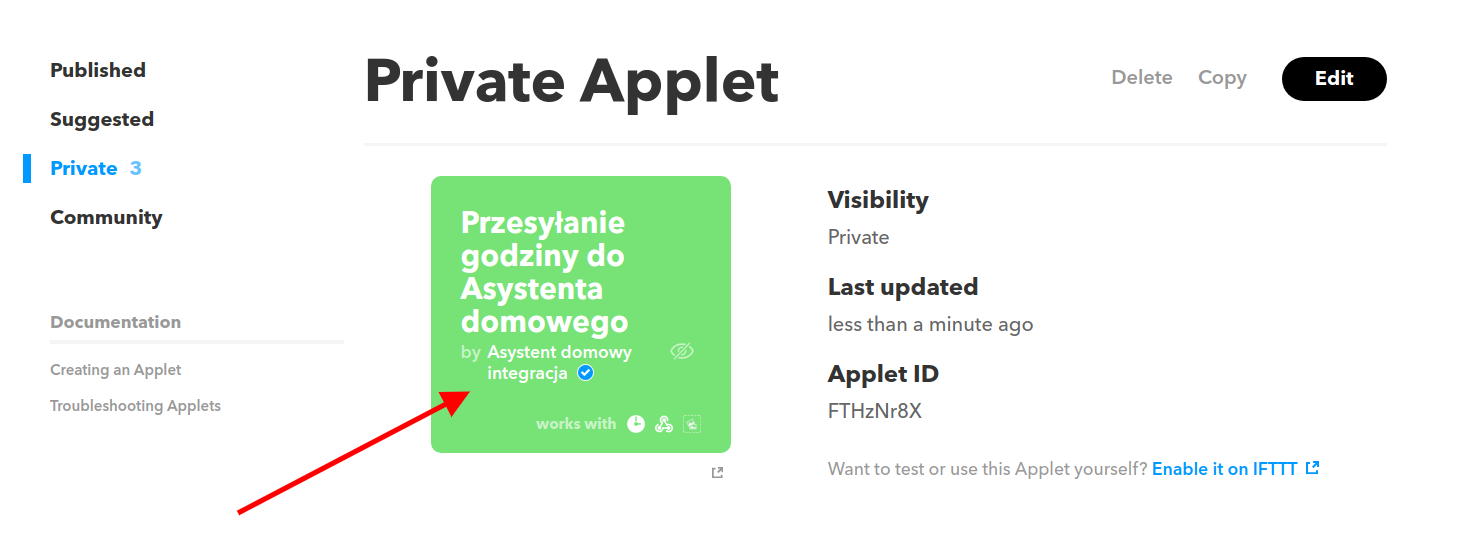 Published
Suggested
Private 3
Community
Documentation
Creating an Applet
Troubleshooting Applets
Private Applet
Delete Copy Edit
Przesyłanie
godziny do
Asystenta
domowego
by Asystent domowy
integracja
works with
Visibility
Private
Last updated
less than a minute ago
Applet ID
FTHzNr8X
Want to test or use this Applet yourself? Enable it on IFTTT